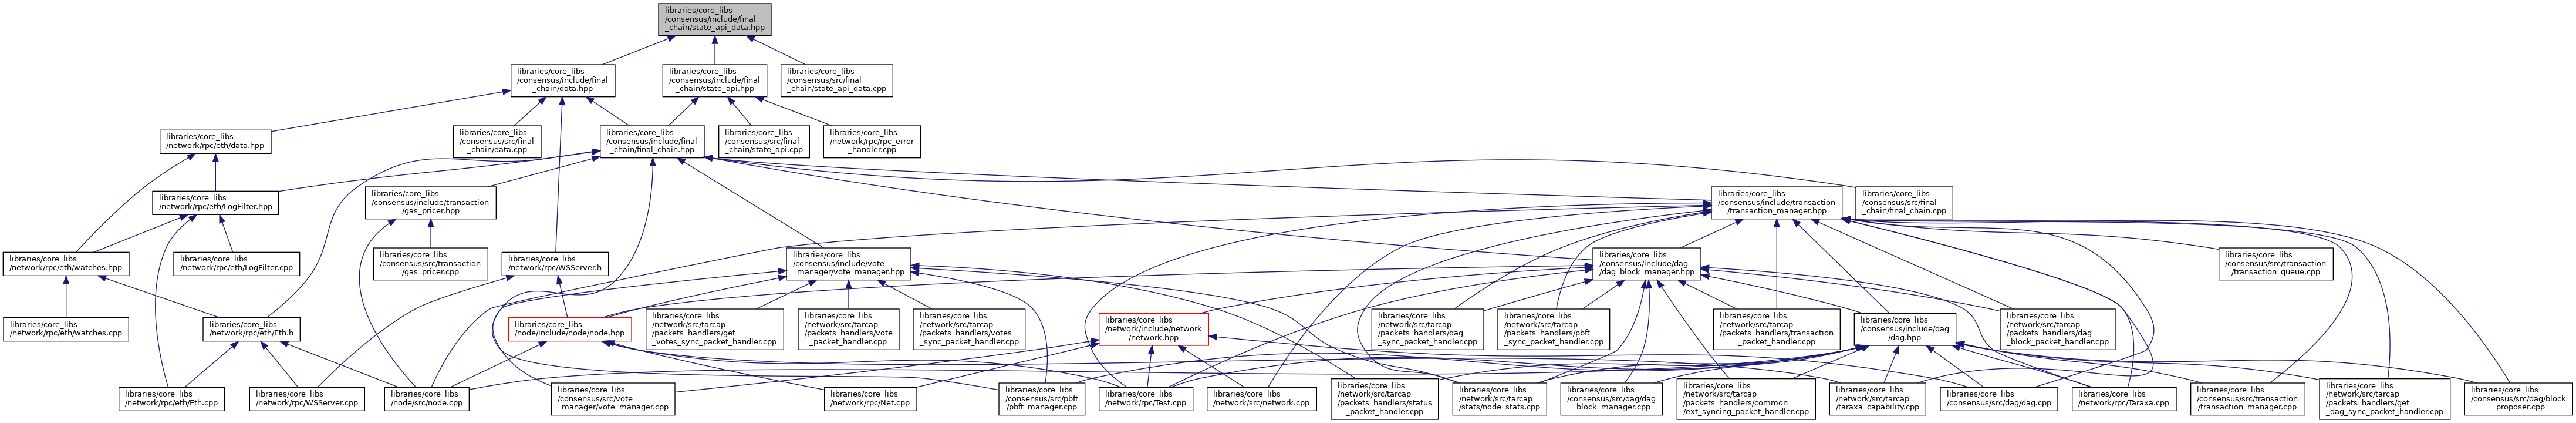 libraries/core_libs
/consensus/include/final
_chain/state_api_data.hpp
libraries/core_libs
/consensus/include/final
_chain/data.hpp
libraries/core_libs
/consensus/include/final
_chain/state_api.hpp
libraries/core_libs
/consensus/src/final
_chain/state_api_data.cpp
libraries/core_libs
/network/rpc/eth/data.hpp
libraries/core_libs
/consensus/src/final
_chain/data.cpp
libraries/core_libs
/consensus/include/final
_chain/final_chain.hpp
libraries/core_libs
/consensus/src/final
_chain/state_api.cpp
libraries/core_libs
/network/rpc/rpc_error
_handler.cpp
libraries/core_libs
/network/rpc/eth/LogFilter.hpp
libraries/core_libs
/consensus/include/transaction
/gas_pricer.hpp
libraries/core_libs
/consensus/include/transaction
/transaction_manager.hpp
libraries/core_libs
/consensus/src/final
_chain/final_chain.cpp
libraries/core_libs
/network/rpc/eth/watches.hpp
libraries/core_libs
/network/rpc/eth/LogFilter.cpp
libraries/core_libs
/consensus/src/transaction
/gas_pricer.cpp
libraries/core_libs
/network/rpc/WSServer.h
libraries/core_libs
/consensus/include/vote
_manager/vote_manager.hpp
libraries/core_libs
/consensus/include/dag
/dag_block_manager.hpp
libraries/core_libs
/consensus/src/transaction
/transaction_queue.cpp
libraries/core_libs
/network/rpc/eth/watches.cpp
libraries/core_libs
/network/rpc/eth/Eth.h
libraries/core_libs
/node/include/node/node.hpp
libraries/core_libs
/network/src/tarcap
/packets_handlers/get
_votes_sync_packet_handler.cpp
libraries/core_libs
/network/src/tarcap
/packets_handlers/vote
_packet_handler.cpp
libraries/core_libs
/network/src/tarcap
/packets_handlers/votes
_sync_packet_handler.cpp
libraries/core_libs
/network/include/network
/network.hpp
libraries/core_libs
/network/src/tarcap
/packets_handlers/dag
_sync_packet_handler.cpp
libraries/core_libs
/network/src/tarcap
/packets_handlers/pbft
_sync_packet_handler.cpp
libraries/core_libs
/network/src/tarcap
/packets_handlers/transaction
_packet_handler.cpp
libraries/core_libs
/consensus/include/dag
/dag.hpp
libraries/core_libs
/network/src/tarcap
/packets_handlers/dag
_block_packet_handler.cpp
libraries/core_libs
/network/rpc/eth/Eth.cpp
libraries/core_libs
/network/rpc/WSServer.cpp
libraries/core_libs
/node/src/node.cpp
libraries/core_libs
/consensus/src/vote
_manager/vote_manager.cpp
libraries/core_libs
/network/rpc/Net.cpp
libraries/core_libs
/consensus/src/pbft
/pbft_manager.cpp
libraries/core_libs
/network/rpc/Test.cpp
libraries/core_libs
/network/src/network.cpp
libraries/core_libs
/network/src/tarcap
/packets_handlers/status
_packet_handler.cpp
libraries/core_libs
/network/src/tarcap
/stats/node_stats.cpp
libraries/core_libs
/consensus/src/dag/dag
_block_manager.cpp
libraries/core_libs
/network/src/tarcap
/packets_handlers/common
/ext_syncing_packet_handler.cpp
libraries/core_libs
/network/src/tarcap
/taraxa_capability.cpp
libraries/core_libs
/consensus/src/dag/dag.cpp
libraries/core_libs
/network/rpc/Taraxa.cpp
libraries/core_libs
/consensus/src/transaction
/transaction_manager.cpp
libraries/core_libs
/network/src/tarcap
/packets_handlers/get
_dag_sync_packet_handler.cpp
libraries/core_libs
/consensus/src/dag/block
_proposer.cpp